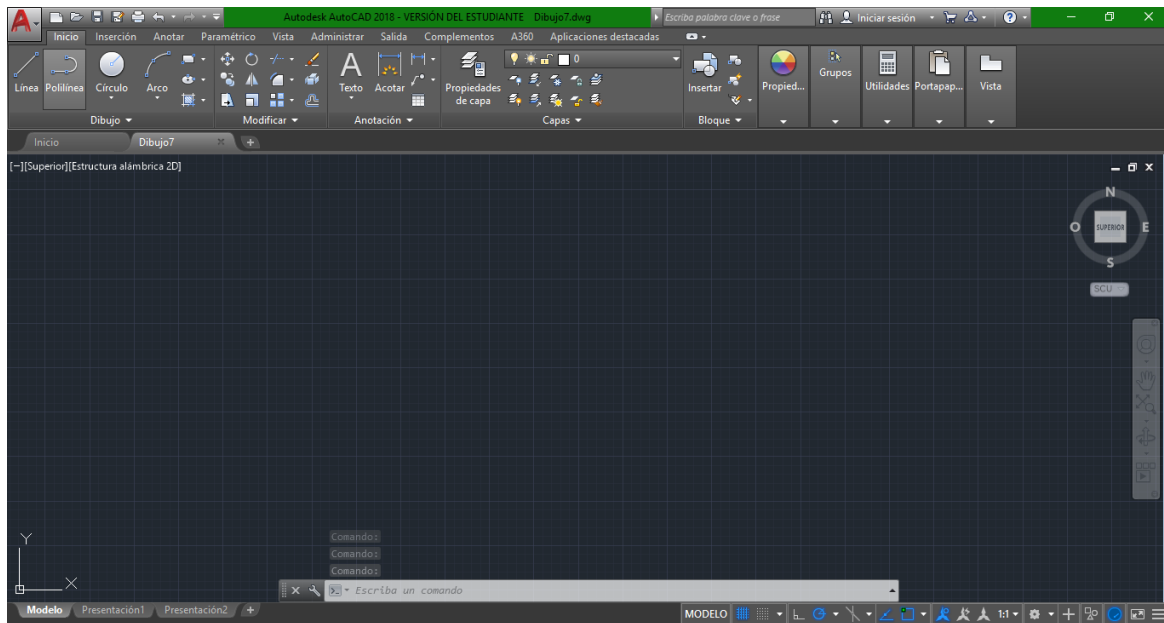 Autodesk AutoCAD 2018 - VERSIÓN DEL ESTUDIANTE Dibujo7.dwg Escriba palabra clave o frase Iniciar sesión
Inicio Inserción Anotar Paramétrico Vista Administrar Salida Complementos A360 Aplicaciones destacadas
0
Línea Polilínea Círculo Arco Texto Acotar Propiedades de capa Insertar Propied... Grupos Utilidades Portapap... Vista
Dibujo Modificar Anotación Capas Bloque
Inicio Dibujo7
[−][Superior][Estructura alámbrica 2D]
N
O SUPERIOR E
S
SCU
Y
X
Comando:
Comando:
Comando:
Escriba un comando
Modelo Presentación1 Presentación2 MODELO 1:1